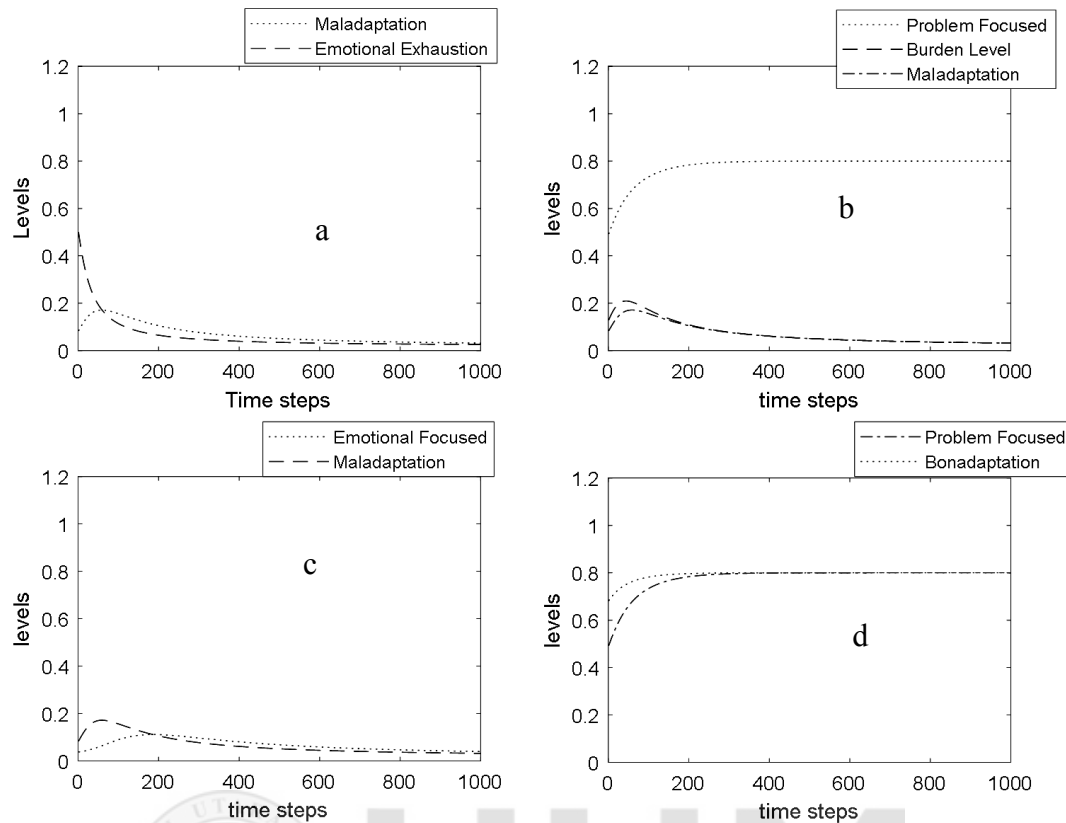 Maladaptation
Emotional Exhaustion
1.2
1
0.8
0.6
0.4
0.2
0
Levels
a
0 200 400 600 800 1000
Time steps
Problem Focused
Burden Level
Maladaptation
1.2
1
0.8
0.6
0.4
0.2
0
levels
b
0 200 400 600 800 1000
time steps
Emotional Focused
Maladaptation
1.2
1
0.8
0.6
0.4
0.2
0
levels
c
0 200 400 600 800 1000
time steps
Problem Focused
Bonadaptation
1.2
1
0.8
0.6
0.4
0.2
0
levels
d
0 200 400 600 800 1000
time steps